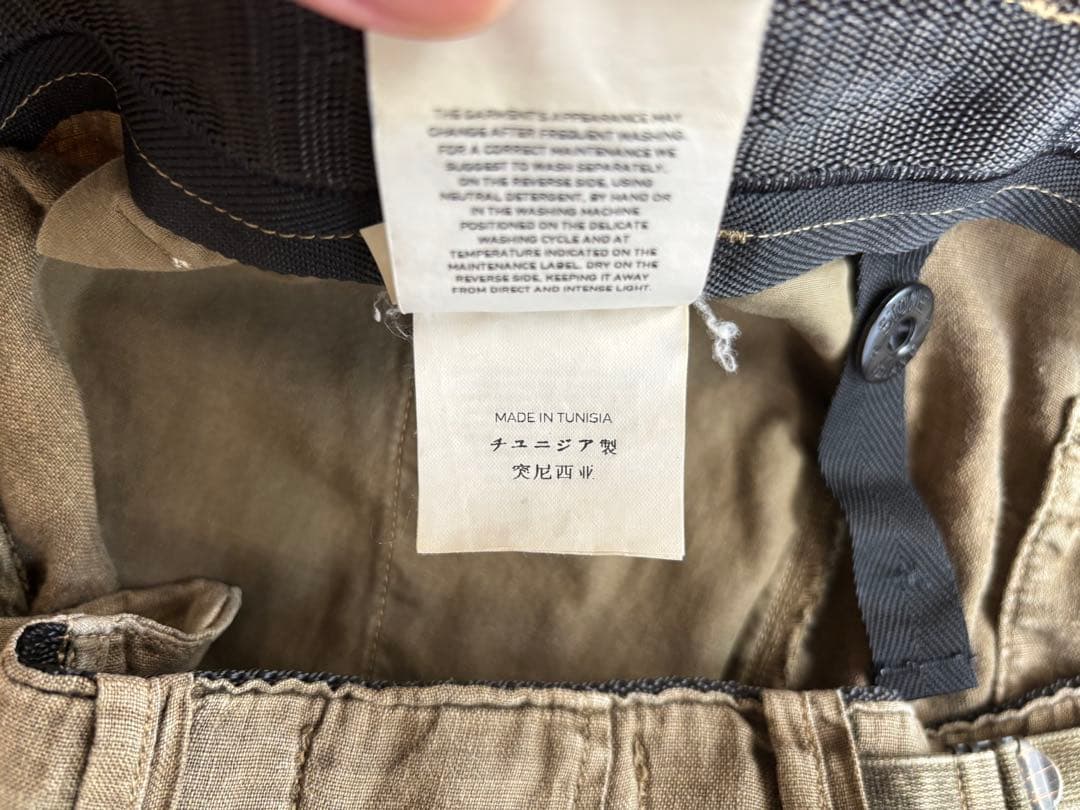 THE GARMENT'S APPEARANCE MAY
CHANGE AFTER FREQUENT WASHING.
FOR A CORRECT MAINTENANCE WE
SUGGEST TO WASH SEPARATELY,
ON THE REVERSE SIDE, USING
NEUTRAL DETERGENT, BY HAND OR
IN THE WASHING MACHINE
POSITIONED ON THE DELICATE
WASHING CYCLE AND AT
TEMPERATURE INDICATED ON THE
MAINTENANCE LABEL. DRY ON THE
REVERSE SIDE, KEEPING IT AWAY
FROM DIRECT AND INTENSE LIGHT.
MADE IN TUNISIA
チュニジア製
突尼西亚